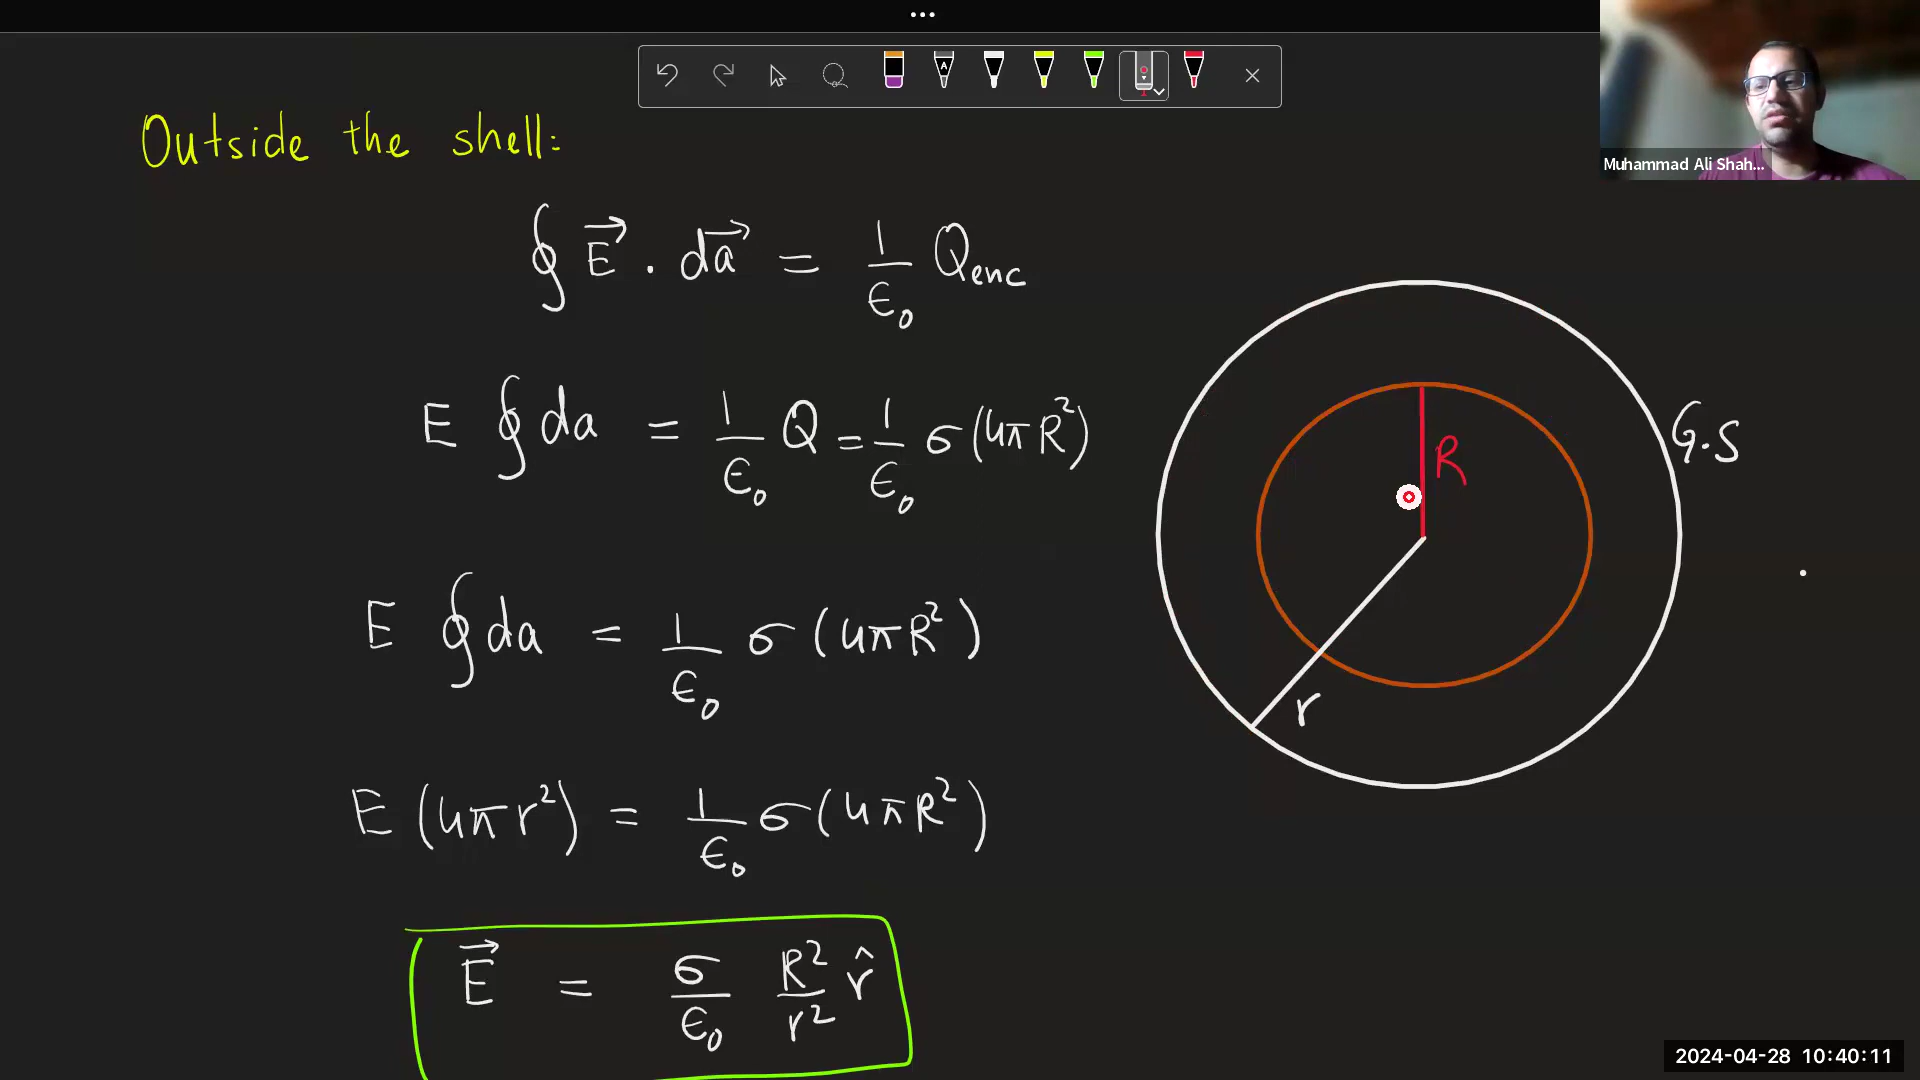 ...
A
Muhammad Ali Shah...
Outside the shell:
∮ E⃗ . da⃗ = 1/ε₀ Qenc
E ∮ da = 1/ε₀ Q = 1/ε₀ σ (4πR²)
E ∮ da = 1/ε₀ σ (4πR²)
E (4πr²) = 1/ε₀ σ (4πR²)
E⃗ = σ/ε₀ R²/r² r̂
G.S
R
r
2024-04-28 10:40:11